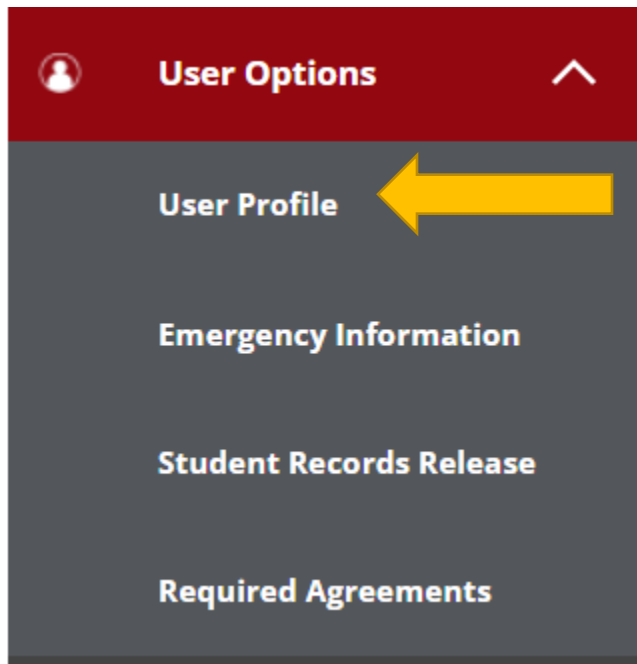 User Options
User Profile
Emergency Information
Student Records Release
Required Agreements